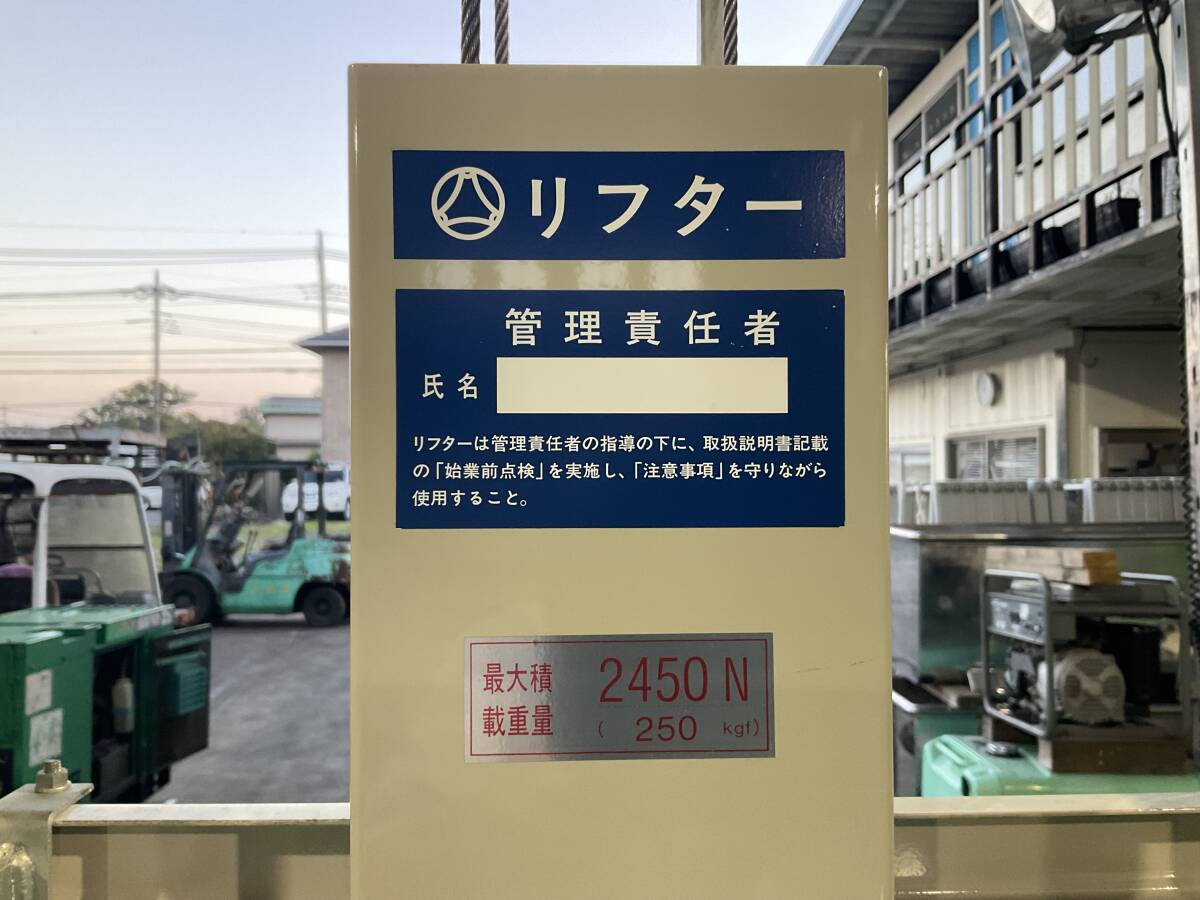 リフター
管理責任者
氏名
リフターは管理責任者の指導の下に、取扱説明書記載
の「始業前点検」を実施し、「注意事項」を守りながら
使用すること。
最大積
載重量
2450 N
( 250 kgf)